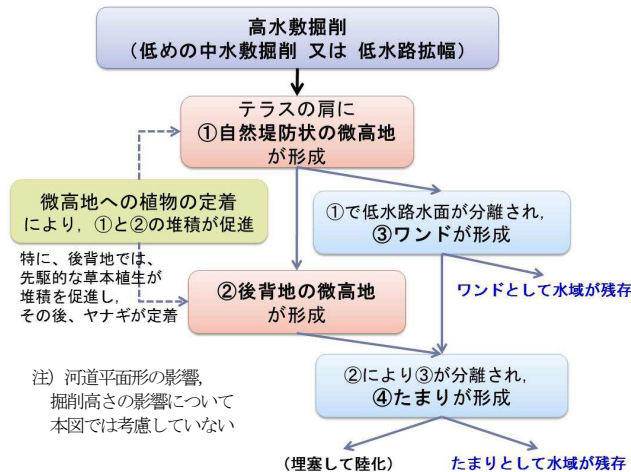 高水敷掘削
（低めの中水敷掘削 又は 低水路拡幅）
テラスの肩に
①自然堤防状の微高地
が形成
微高地への植物の定着
により，①と②の堆積が促進
①で低水路水面が分離され，
③ワンドが形成
特に、後背地では、
先駆的な草本植生が
堆積を促進し，
その後、ヤナギが定着
②後背地の微高地
が形成
ワンドとして水域が残存
注）河道平面形の影響，
掘削高さの影響について
本図では考慮していない
②により③が分離され，
④たまりが形成
（埋塞して陸化）
たまりとして水域が残存